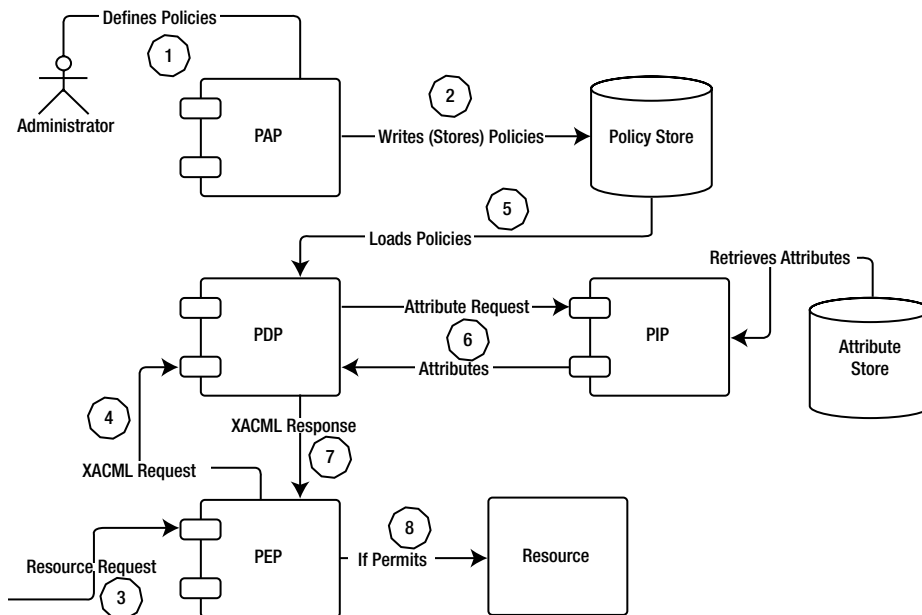 Defines Policies
1
Administrator
PAP
2
Writes (Stores) Policies
Policy Store
5
Loads Policies
Retrieves Attributes
PDP
Attribute Request
6
Attributes
PIP
Attribute
Store
4
XACML Response
7
XACML Request
PEP
8
If Permits
Resource
Resource Request
3